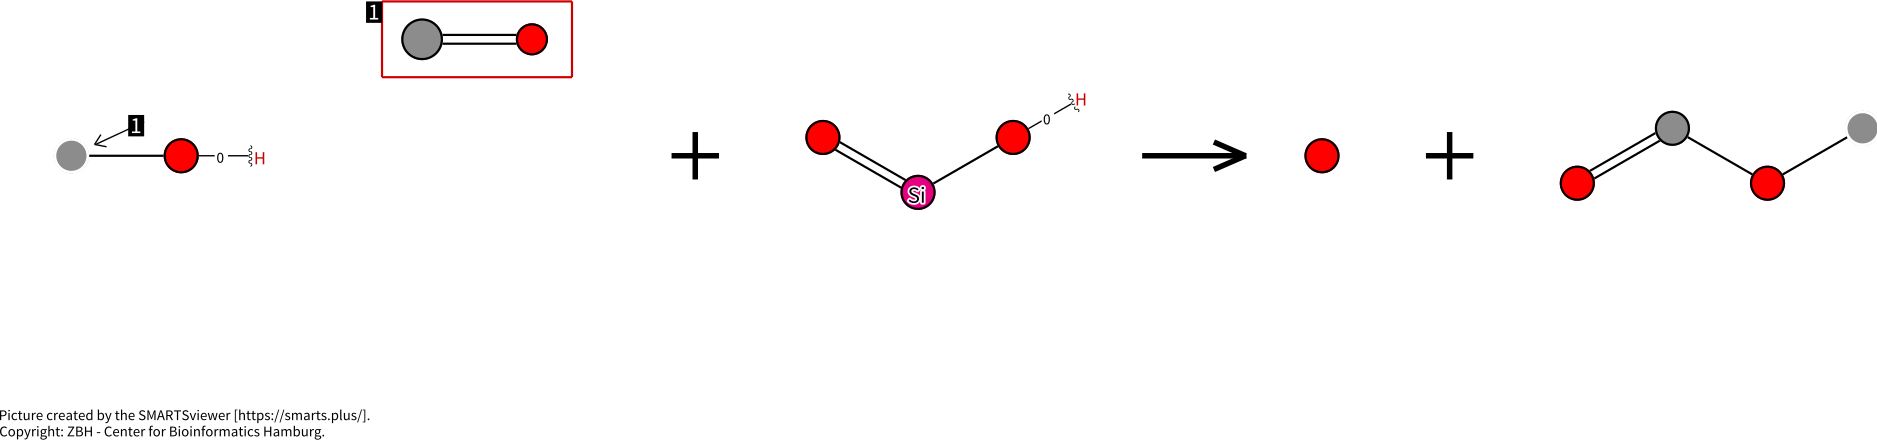 1
H
1
0
H
Si
0
H
Picture created by the SMARTSviewer [https://smarts.plus/].
Copyright: ZBH - Center for Bioinformatics Hamburg.